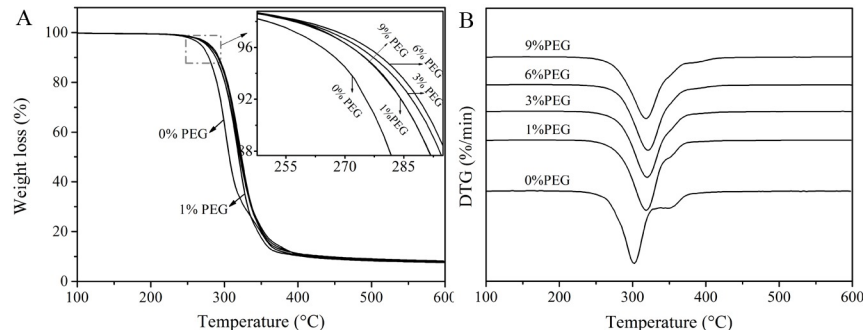 A
100
80
60
40
20
0
100
200
300
400
500
600
Weight loss (%)
Temperature (°C)
0% PEG
1% PEG
96
92
88
255
270
285
9% PEG
6% PEG
3% PEG
1%PEG
0% PEG
B
9%PEG
6%PEG
3%PEG
1%PEG
0%PEG
DTG (%/min)
100
200
300
400
500
600
Temperature (°C)